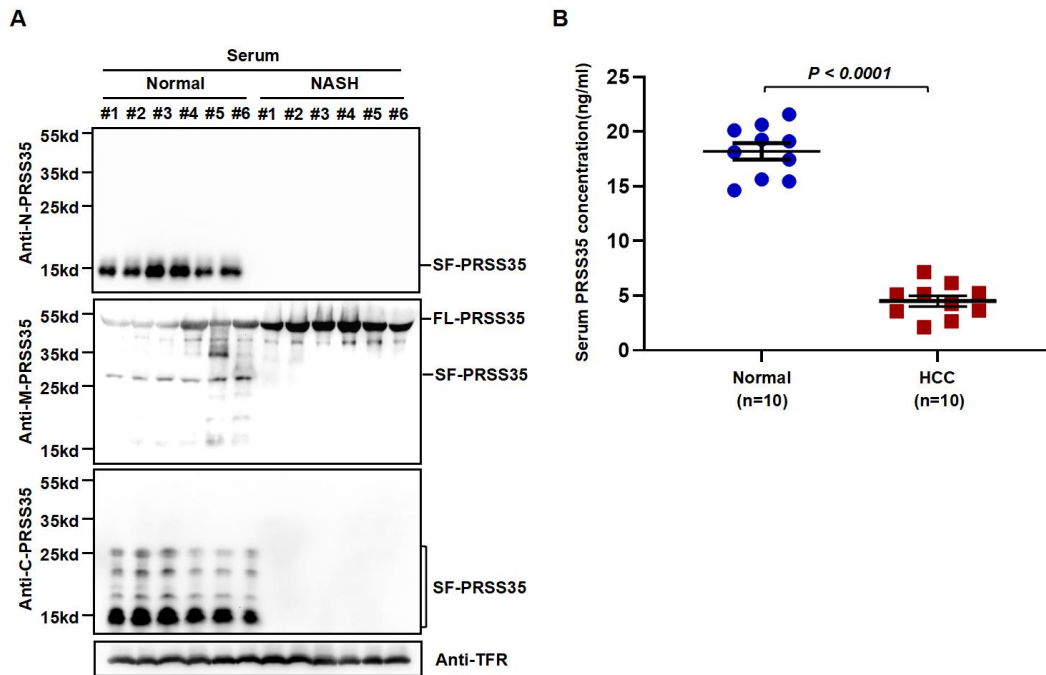 A
Serum
Normal NASH
#1 #2 #3 #4 #5 #6 #1 #2 #3 #4 #5 #6
Anti-N-PRSS35
55kd
35kd
25kd
15kd
SF-PRSS35
Anti-M-PRSS35
55kd
35kd
25kd
15kd
FL-PRSS35
SF-PRSS35
Anti-C-PRSS35
55kd
35kd
25kd
15kd
SF-PRSS35
Anti-TFR
B
Serum PRSS35 concentration(ng/ml)
25
20
15
10
5
0
P < 0.0001
Normal HCC
(n=10) (n=10)